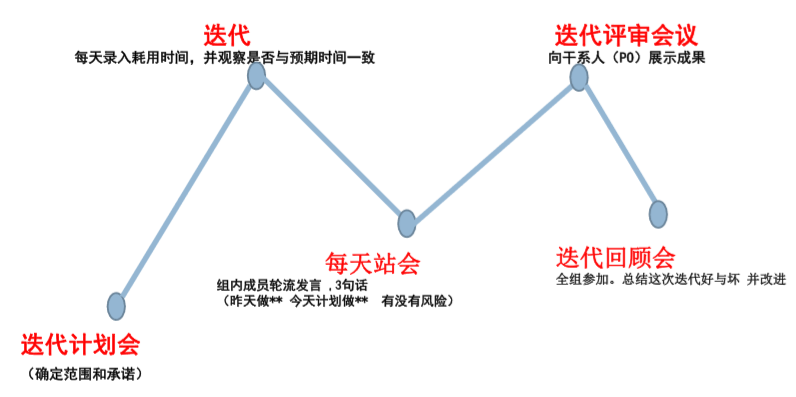 迭代
每天录入耗用时间，并观察是否与预期时间一致
迭代评审会议
向干系人（PO）展示成果
每天站会
组内成员轮流发言 ,3句话
（昨天做** 今天计划做** 有没有风险）
迭代回顾会
全组参加。总结这次迭代好与坏 并改进
迭代计划会
（确定范围和承诺）